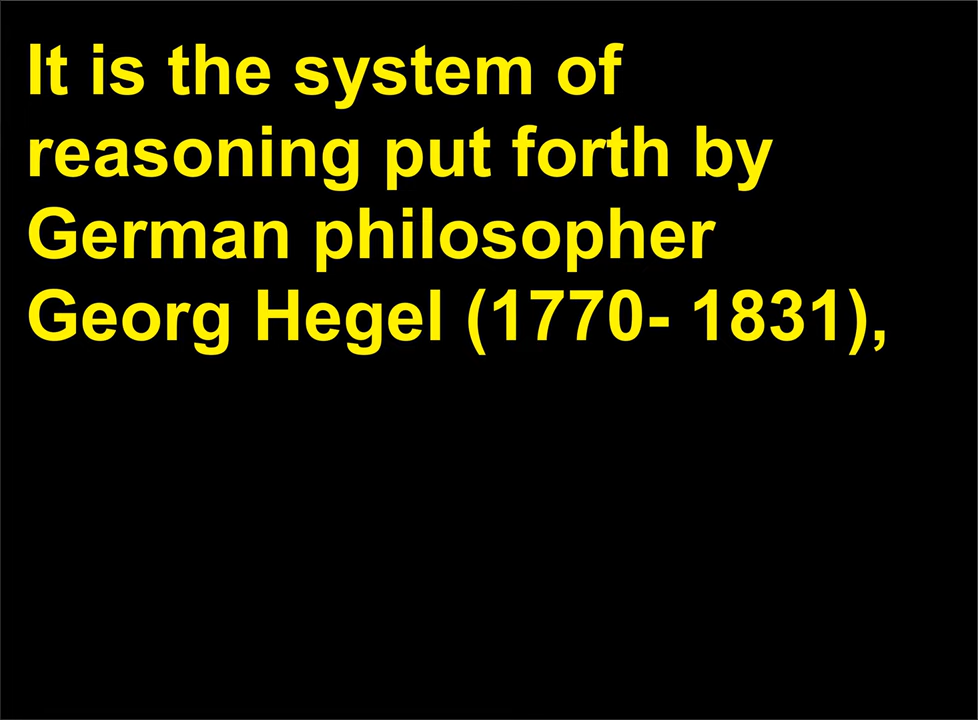 It is the system of
reasoning put forth by
German philosopher
Georg Hegel (1770- 1831),